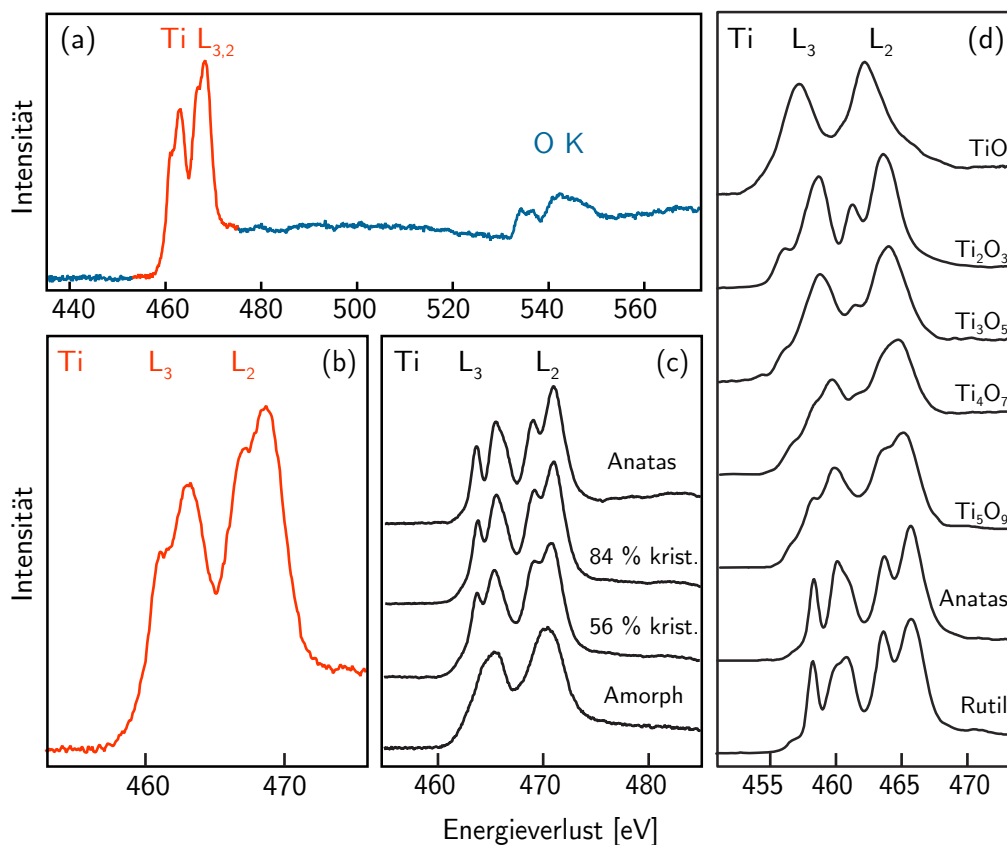 (a)
Ti L3,2
O K
Intensität
440 460 480 500 520 540 560
Ti L3 L2 (b)
Intensität
460 470
Ti L3 L2 (c)
Anatas
84 % krist.
56 % krist.
Amorph
460 470 480
Energieverlust [eV]
Ti L3 L2 (d)
TiO
Ti2O3
Ti3O5
Ti4O7
Ti5O9
Anatas
Rutil
455 460 465 470